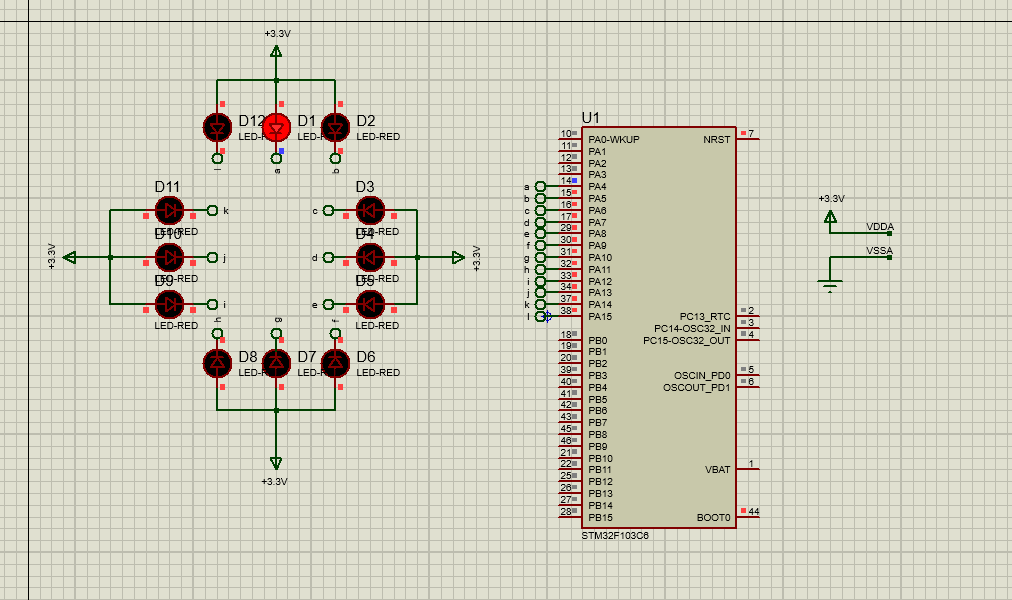 +3.3V
D12
LED-R
D1
LED-R
D2
LED-RED
l
a
b
D11
LED-RED
k
D10
LED-RED
j
D9
LED-RED
i
+3.3V
D3
LED-RED
c
D4
LED-RED
d
D5
LED-RED
e
+3.3V
h
g
f
D8
LED-R
D7
LED-R
D6
LED-RED
+3.3V
U1
10 PA0-WKUP NRST 7
11 PA1
12 PA2
13 PA3
a 14 PA4
b 15 PA5
c 16 PA6
d 17 PA7
e 29 PA8
f 30 PA9
g 31 PA10
h 32 PA11
i 33 PA12
j 34 PA13
k 37 PA14
l 38 PA15
PC13_RTC 2
PC14-OSC32_IN 3
18 PB0 PC15-OSC32_OUT 4
19 PB1
20 PB2
39 PB3 OSCIN_PD0 5
40 PB4 OSCOUT_PD1 6
41 PB5
42 PB6
43 PB7
45 PB8
46 PB9
21 PB10
22 PB11 VBAT 1
25 PB12
26 PB13
27 PB14
28 PB15 BOOT0 44
STM32F103C6
+3.3V
VDDA
VSSA